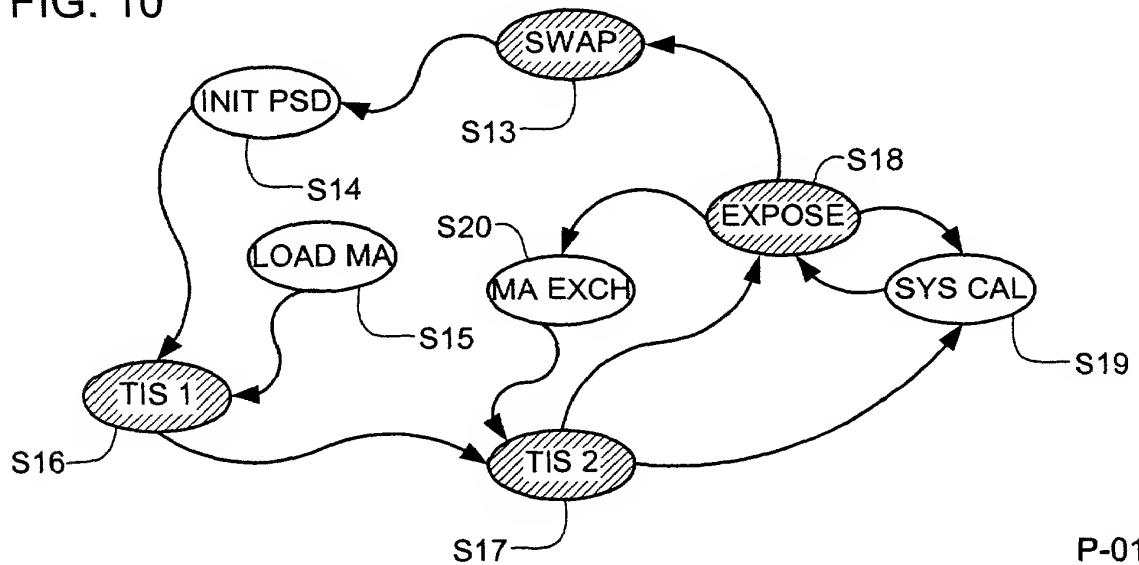 FIG. 10
SWAP
INIT PSD
S13
S14
S18
EXPOSE
S20
LOAD MA
MA EXCH
SYS CAL
S15
S19
TIS 1
S16
TIS 2
S17
P-01